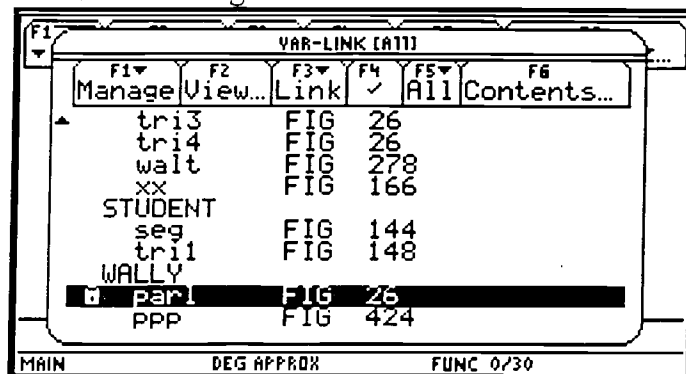 F1
VAR-LINK [All]
F1▼ F2 F3▼ F4 F5▼ F6
Manage View... Link ✓ All Contents...
tri3 FIG 26
tri4 FIG 26
walt FIG 278
xx FIG 166
STUDENT
seg FIG 144
tri1 FIG 148
WALLY
par1 FIG 26
ppp FIG 424
MAIN DEG APPROX FUNC 0/30